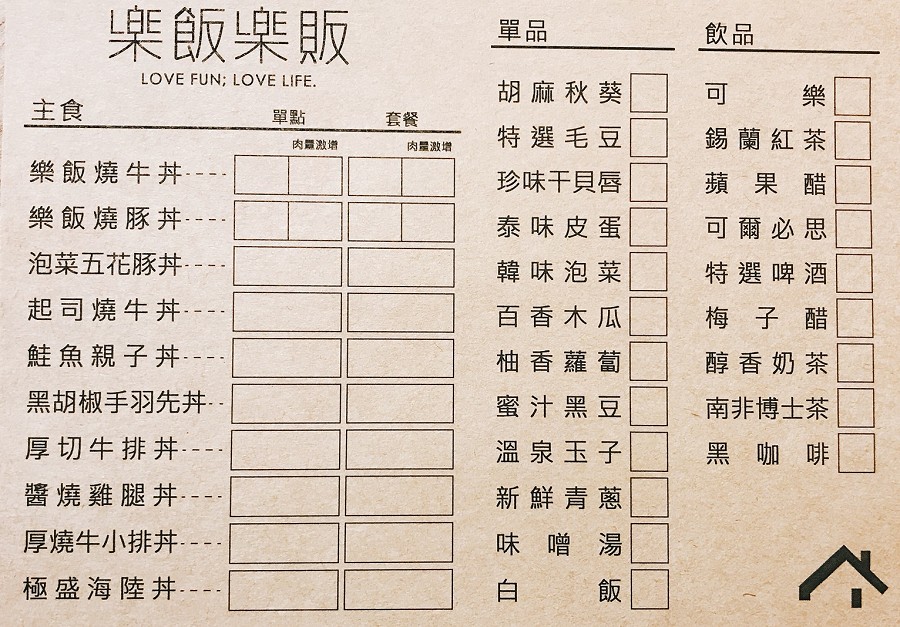 樂飯樂販
LOVE FUN; LOVE LIFE.
主食 單點 套餐
肉量激增 肉量激增
樂飯燒牛丼----
樂飯燒豚丼----
泡菜五花豚丼----
起司燒牛丼----
鮭魚親子丼----
黑胡椒手羽先丼--
厚切牛排丼----
醬燒雞腿丼----
厚燒牛小排丼----
極盛海陸丼----
單品
胡麻秋葵
特選毛豆
珍味干貝唇
泰味皮蛋
韓味泡菜
百香木瓜
柚香蘿蔔
蜜汁黑豆
溫泉玉子
新鮮青蔥
味噌湯
白飯
飲品
可樂
錫蘭紅茶
蘋果醋
可爾必思
特選啤酒
梅子醋
醇香奶茶
南非博士茶
黑咖啡